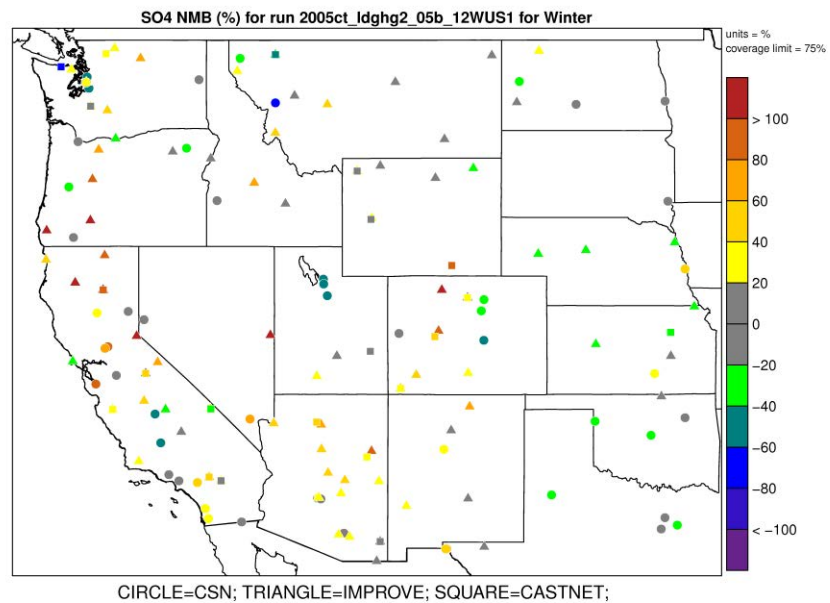 SO4 NMB (%) for run 2005ct_ldghg2_05b_12WUS1 for Winter
units = %
coverage limit = 75%
> 100
80
60
40
20
0
−20
−40
−60
−80
< −100
CIRCLE=CSN; TRIANGLE=IMPROVE; SQUARE=CASTNET;